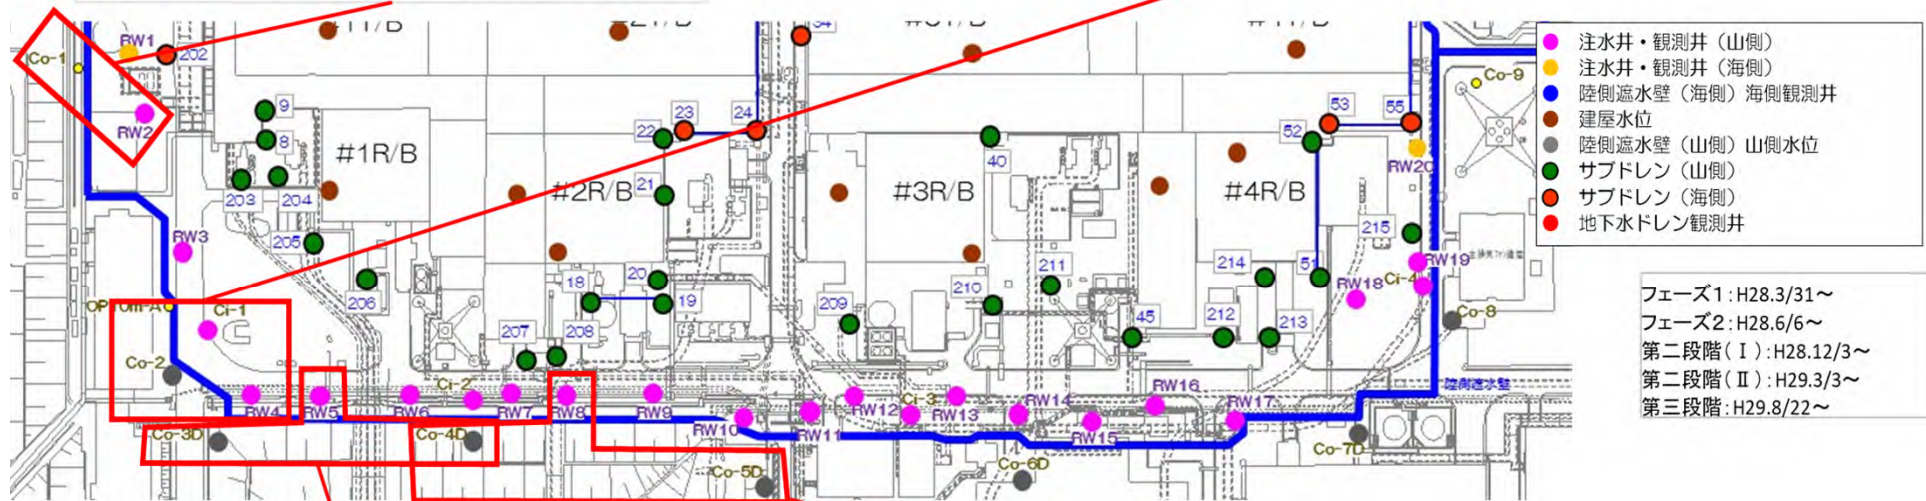 RW1
202
Co-1
RW2
9
8
#1R/B
203
204
205
206
RW3
22
23
24
21
#2R/B
20
18
19
207
208
209
40
#3R/B
210
211
45
212
213
214
#4R/B
51
52
53
55
RW20
215
RW19
Ci-4
RW18
Co-9
Co-8
Ci-1
Co-2
Ci-2
RW4
RW5
RW6
RW7
RW8
RW9
RW10
RW11
RW12
Ci-3
RW13
RW14
RW15
RW16
RW17
陸側遮水壁
Co-3D
Co-4D
Co-5D
Co-6D
Co-7D
注水井・観測井（山側）
注水井・観測井（海側）
陸側遮水壁（海側）海側観測井
建屋水位
陸側遮水壁（山側）山側水位
サブドレン（山側）
サブドレン（海側）
地下水ドレン観測井
フェーズ1：H28.3/31～
フェーズ2：H28.6/6～
第二段階（Ⅰ）：H28.12/3～
第二段階（Ⅱ）：H29.3/3～
第三段階：H29.8/22～